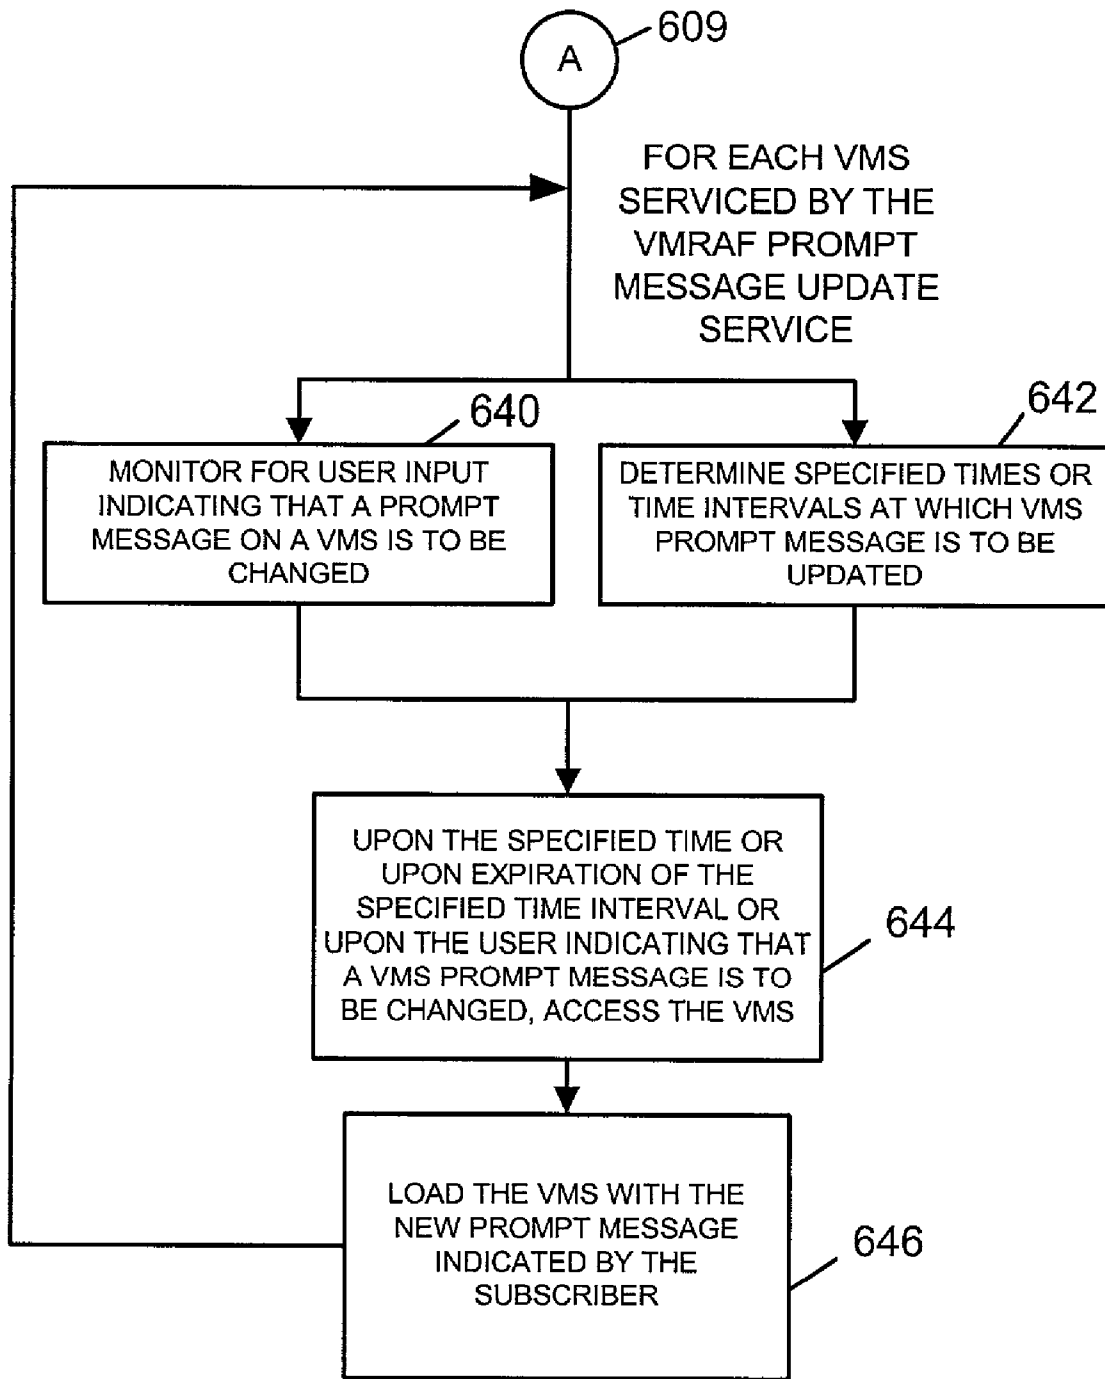 609
A
FOR EACH VMS
SERVICED BY THE
VMRAF PROMPT
MESSAGE UPDATE
SERVICE
640
MONITOR FOR USER INPUT
INDICATING THAT A PROMPT
MESSAGE ON A VMS IS TO BE
CHANGED
642
DETERMINE SPECIFIED TIMES OR
TIME INTERVALS AT WHICH VMS
PROMPT MESSAGE IS TO BE
UPDATED
UPON THE SPECIFIED TIME OR
UPON EXPIRATION OF THE
SPECIFIED TIME INTERVAL OR
UPON THE USER INDICATING THAT
A VMS PROMPT MESSAGE IS TO
BE CHANGED, ACCESS THE VMS
644
LOAD THE VMS WITH THE
NEW PROMPT MESSAGE
INDICATED BY THE
SUBSCRIBER
646